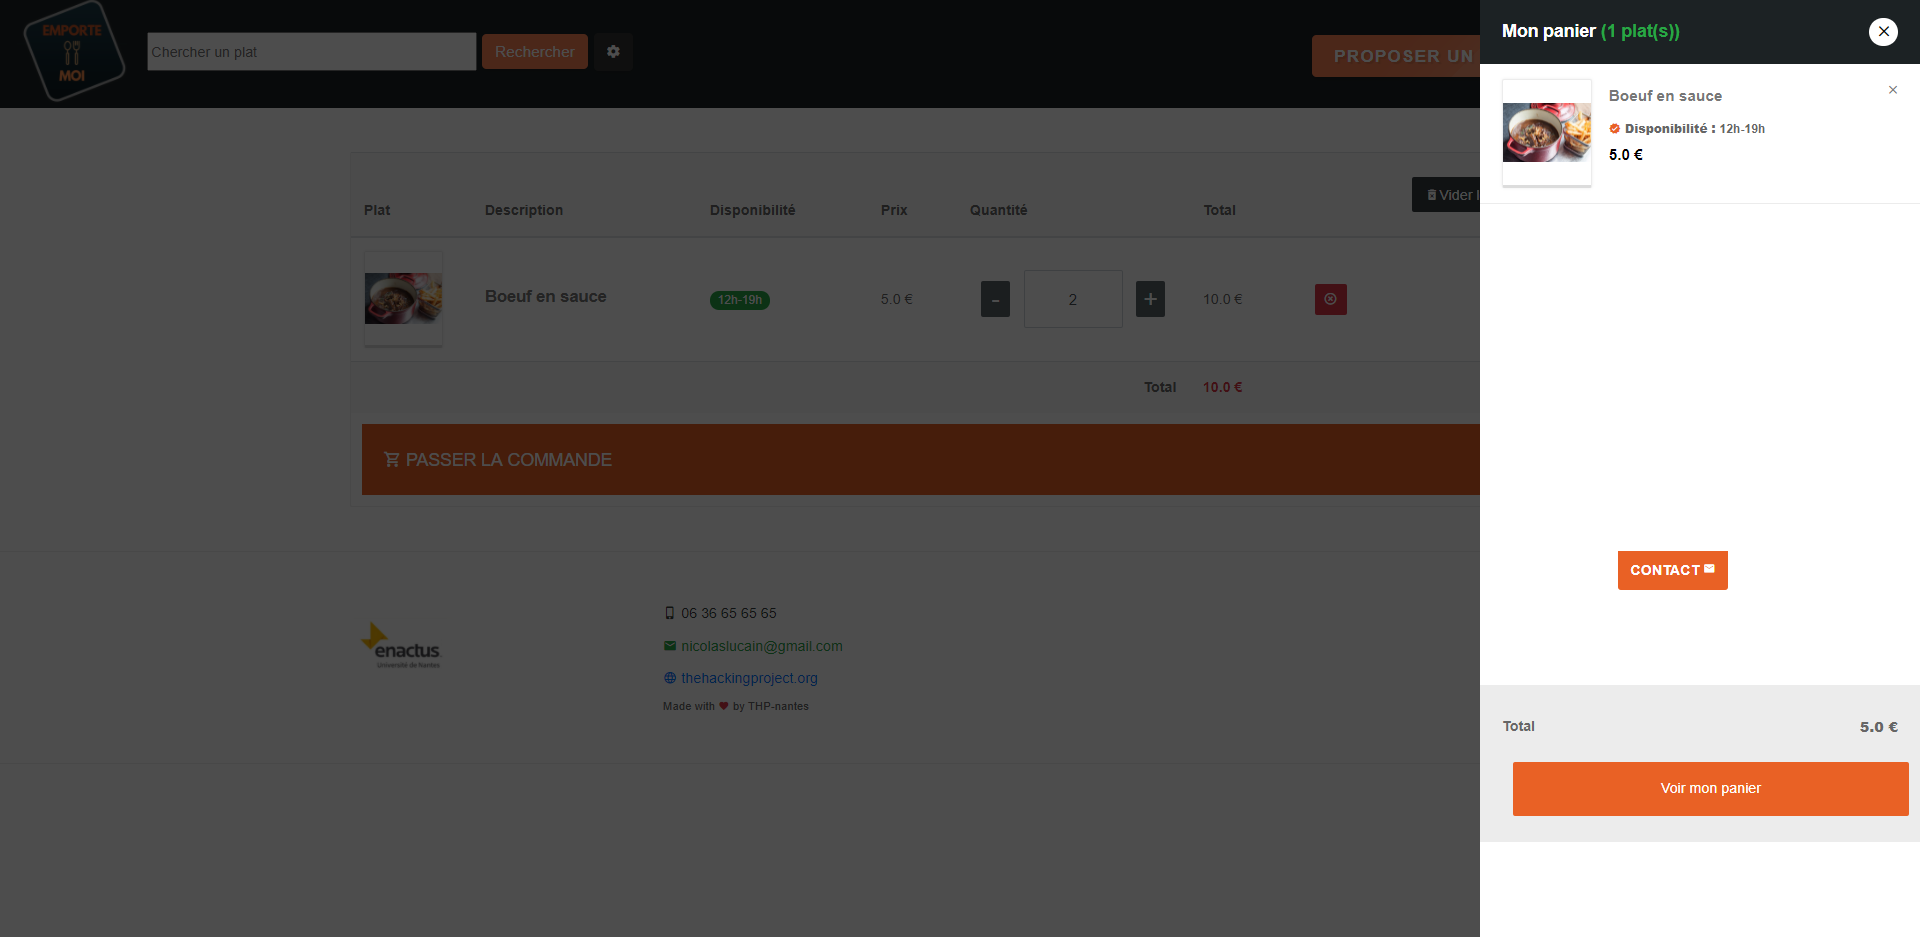 EMPORTE
MOI
Chercher un plat
Rechercher
PROPOSER UN
Plat Description Disponibilité Prix Quantité Total
Vider
Boeuf en sauce 12h-19h 5.0 € - 2 + 10.0 €
Total 10.0 €
PASSER LA COMMANDE
enactus.
Université de Nantes
06 36 65 65 65
nicolaslucain@gmail.com
thehackingproject.org
Made with ♥ by THP-nantes
Mon panier (1 plat(s))
×
Boeuf en sauce ×
Disponibilité : 12h-19h
5.0 €
CONTACT
Total 5.0 €
Voir mon panier